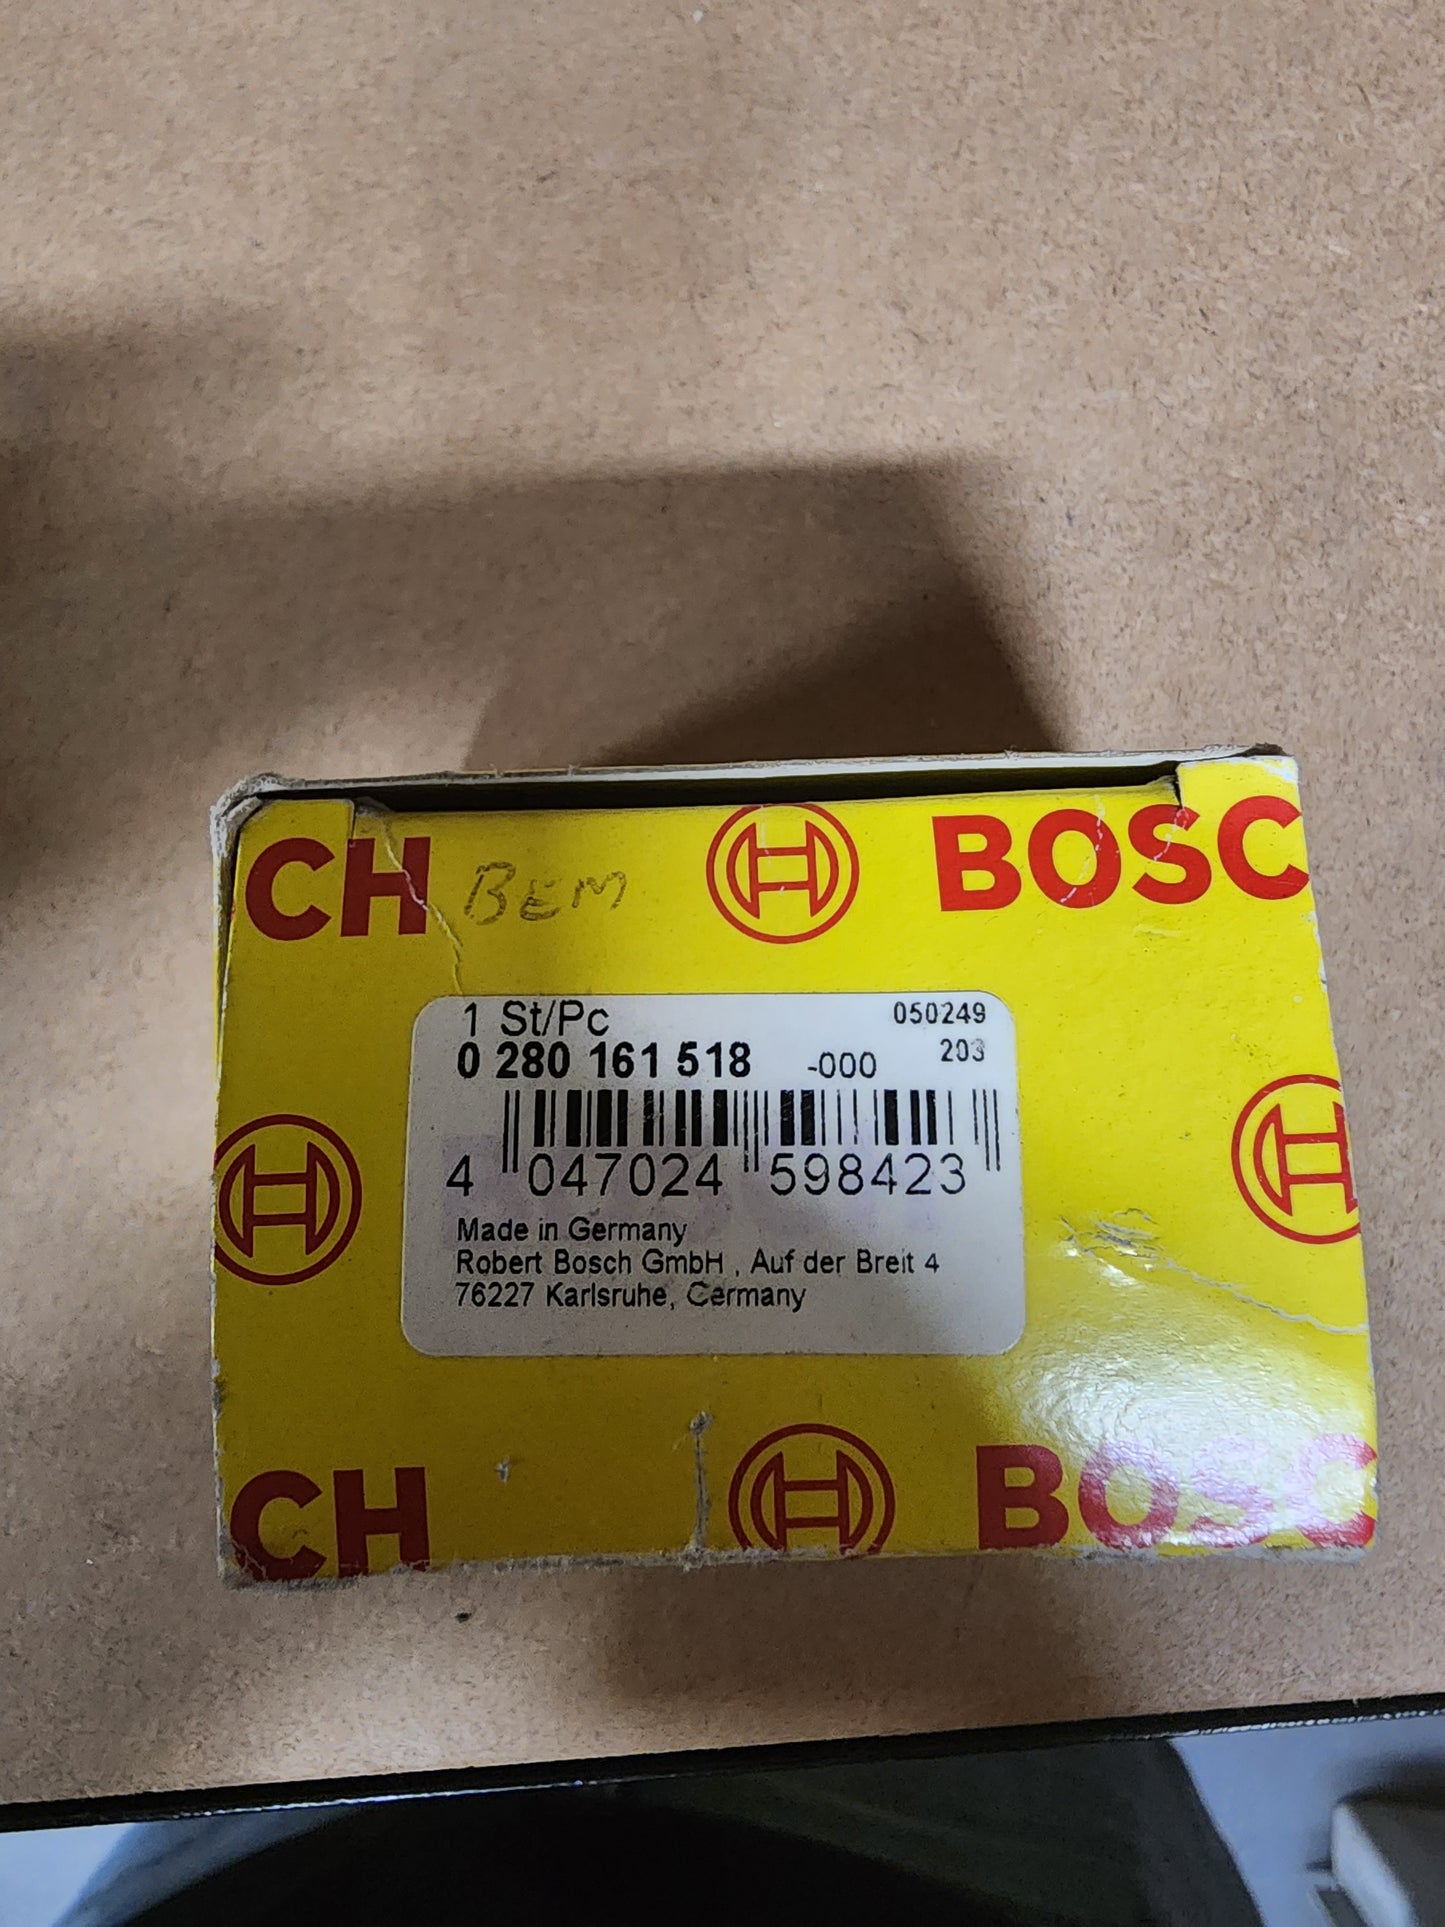 CH BEM BOSC
1 St/Pc 050249
0 280 161 518 -000 203
4 047024 598423
Made in Germany
Robert Bosch GmbH , Auf der Breit 4
76227 Karlsruhe, Germany
CH BOSC